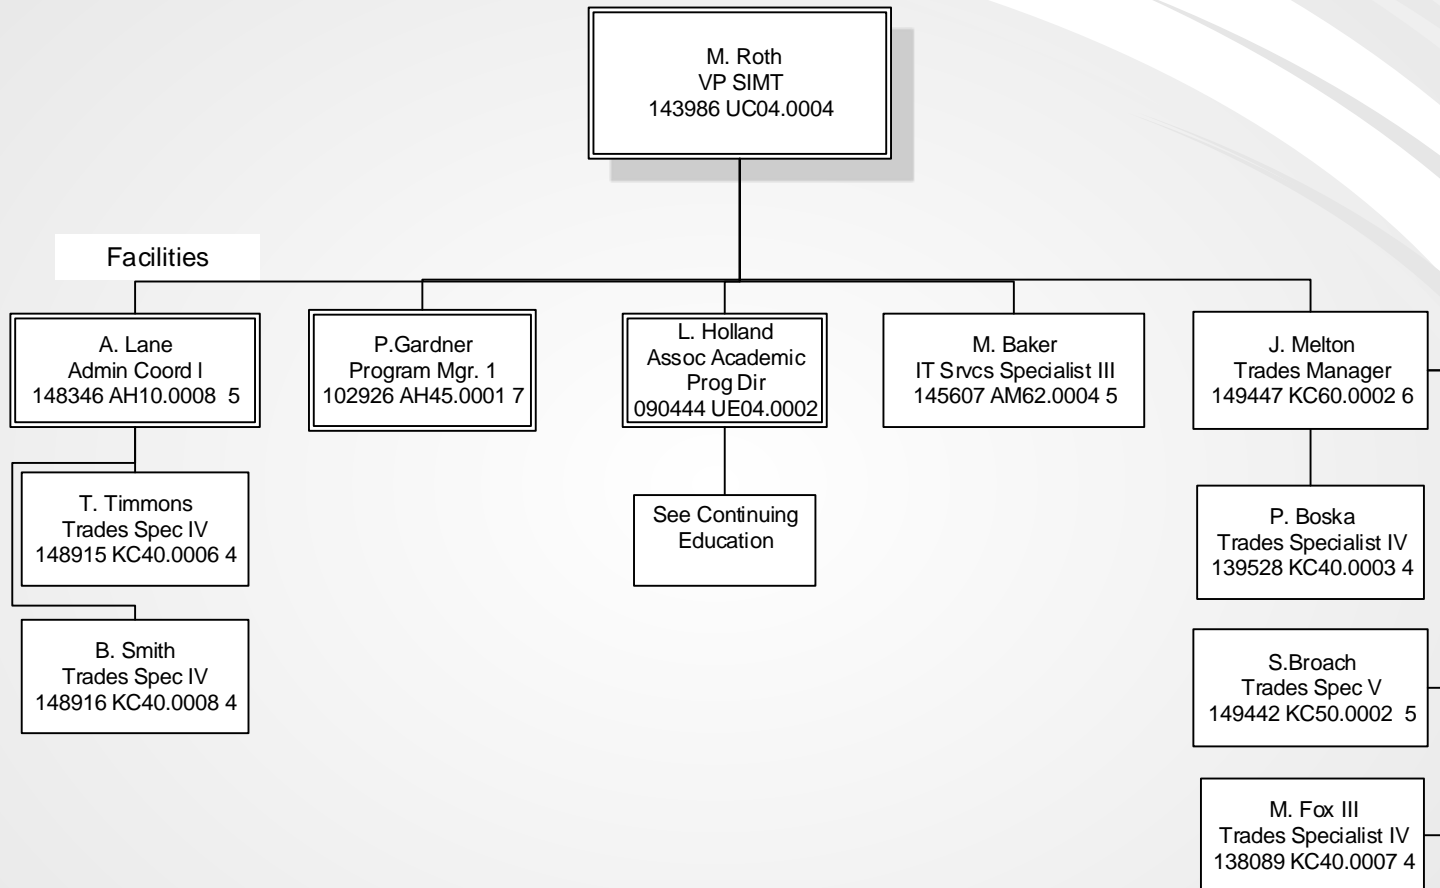 M. Roth
VP SIMT
143986 UC04.0004
Facilities
A. Lane
Admin Coord I
148346 AH10.0008 5
P.Gardner
Program Mgr. 1
102926 AH45.0001 7
L. Holland
Assoc Academic
Prog Dir
090444 UE04.0002
M. Baker
IT Srvcs Specialist III
145607 AM62.0004 5
J. Melton
Trades Manager
149447 KC60.0002 6
T. Timmons
Trades Spec IV
148915 KC40.0006 4
See Continuing
Education
P. Boska
Trades Specialist IV
139528 KC40.0003 4
B. Smith
Trades Spec IV
148916 KC40.0008 4
S.Broach
Trades Spec V
149442 KC50.0002 5
M. Fox III
Trades Specialist IV
138089 KC40.0007 4